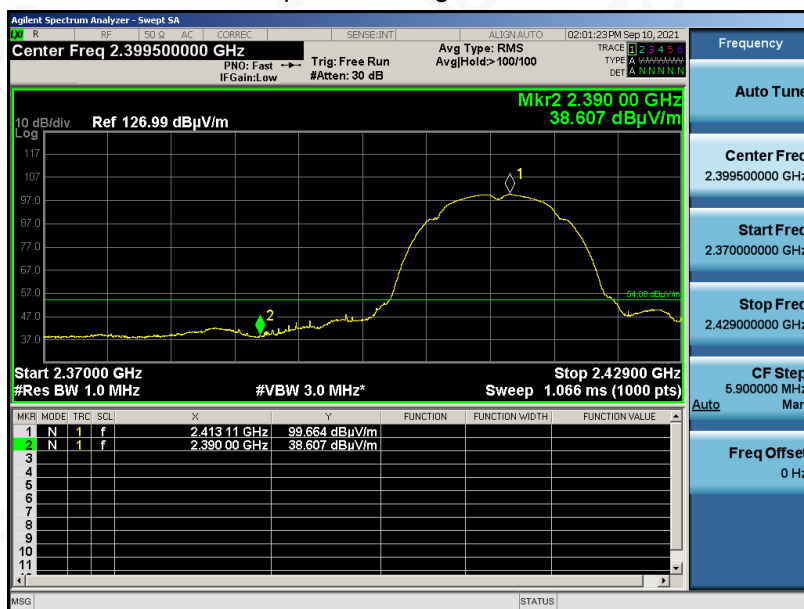 Agilent Spectrum Analyzer - Swept SA
LXI R RF 50 Ω AC CORREC SENSE:INT ALIGN AUTO 02:01:23 PM Sep 10, 2021
Center Freq 2.399500000 GHz
PNO: Fast
IFGain:Low
Trig: Free Run
#Atten: 30 dB
Avg Type: RMS
Avg|Hold:>100/100
TRACE 1 2 3 4 5 6
TYPE A WWWWW
DET A N N N N N
Mkr2 2.390 00 GHz
38.607 dBµV/m
10 dB/div Ref 126.99 dBµV/m
Log
117
107
97.0
87.0
77.0
67.0
57.0
47.0
37.0
1
2
54.00 dBµV/m
Start 2.37000 GHz Stop 2.42900 GHz
#Res BW 1.0 MHz #VBW 3.0 MHz* Sweep 1.066 ms (1000 pts)
MKR MODE TRC SCL X Y FUNCTION FUNCTION WIDTH FUNCTION VALUE
1 N 1 f 2.413 11 GHz 99.664 dBµV/m
2 N 1 f 2.390 00 GHz 38.607 dBµV/m
3
4
5
6
7
8
9
10
11
MSG STATUS
Frequency
Auto Tune
Center Freq
2.399500000 GHz
Start Freq
2.370000000 GHz
Stop Freq
2.429000000 GHz
CF Step
5.900000 MHz
Auto Man
Freq Offset
0 Hz